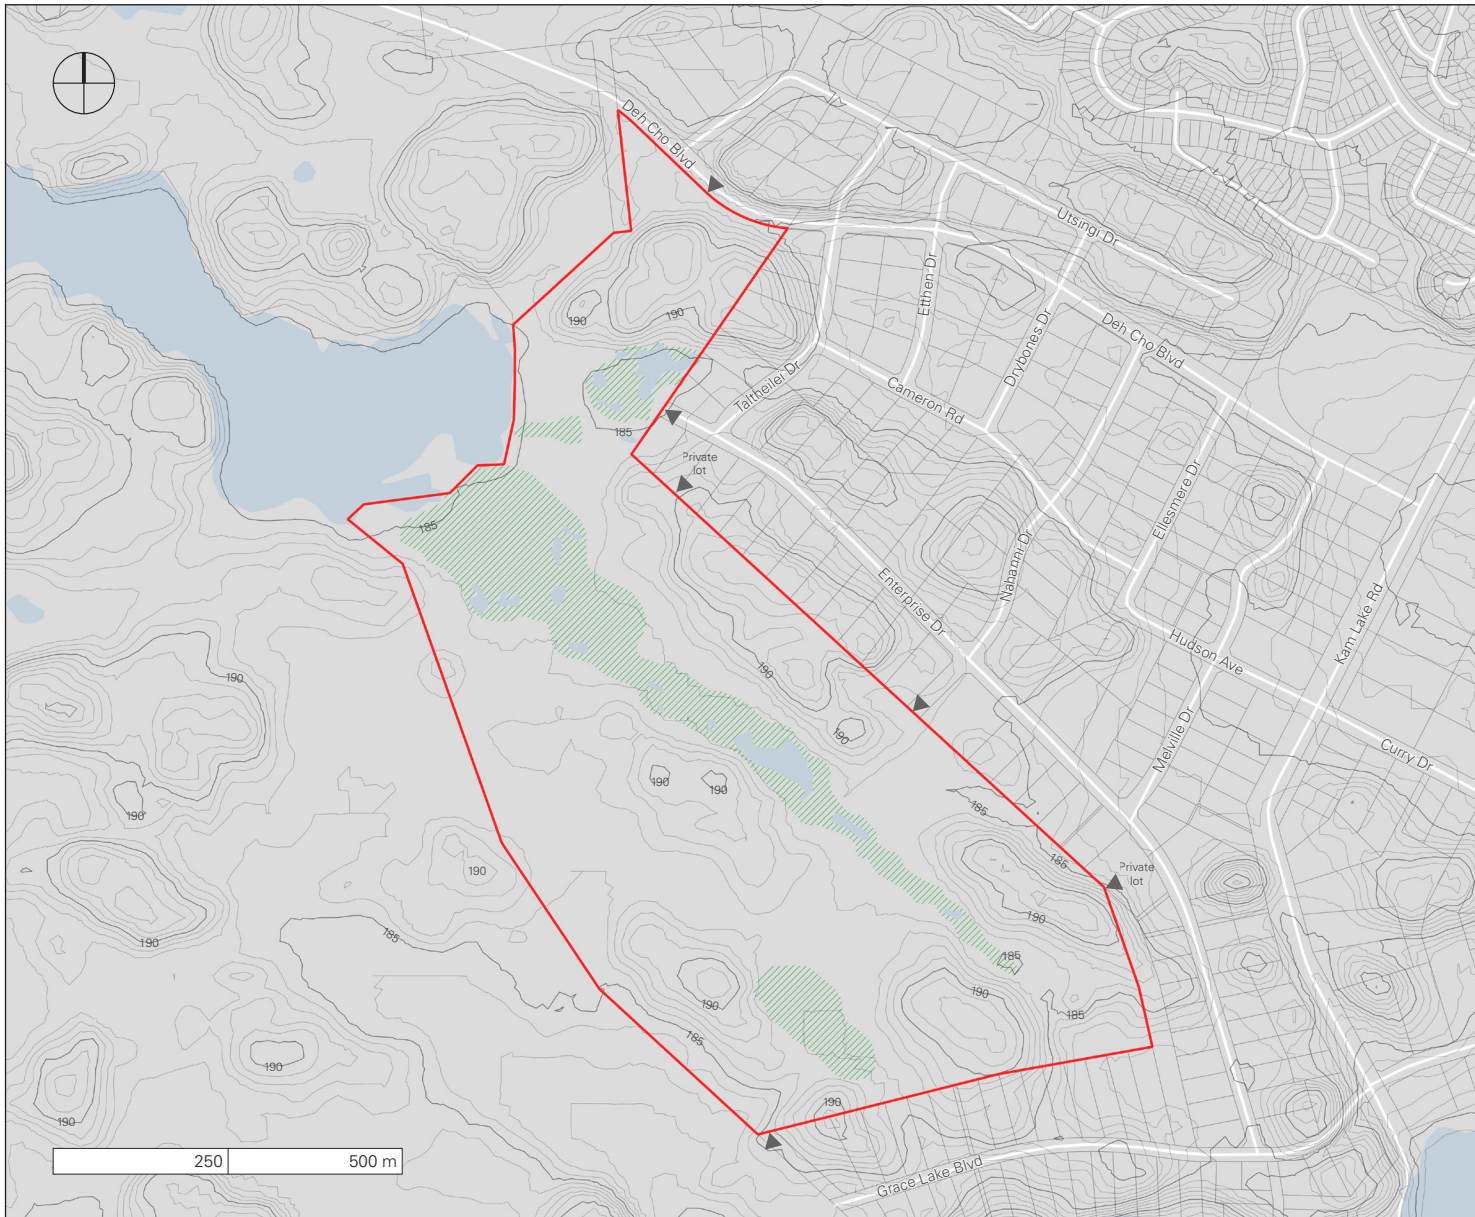 Deh Cho Blvd
Utsingi Dr
Etthen Dr
190
190
Drybones Dr
Deh Cho Blvd
Taltheilei Dr
Cameron Rd
185
Private
lot
Ellesmere Dr
185
Nahanni Dr
Enterprise Dr
Kam Lake Rd
Hudson Ave
190
190
Melville Dr
190
Curry Dr
190
190
190
185
185
Private
lot
190
190
185
190
190
185
190
190
185
185
190
190
190
250
500 m
Grace Lake Blvd